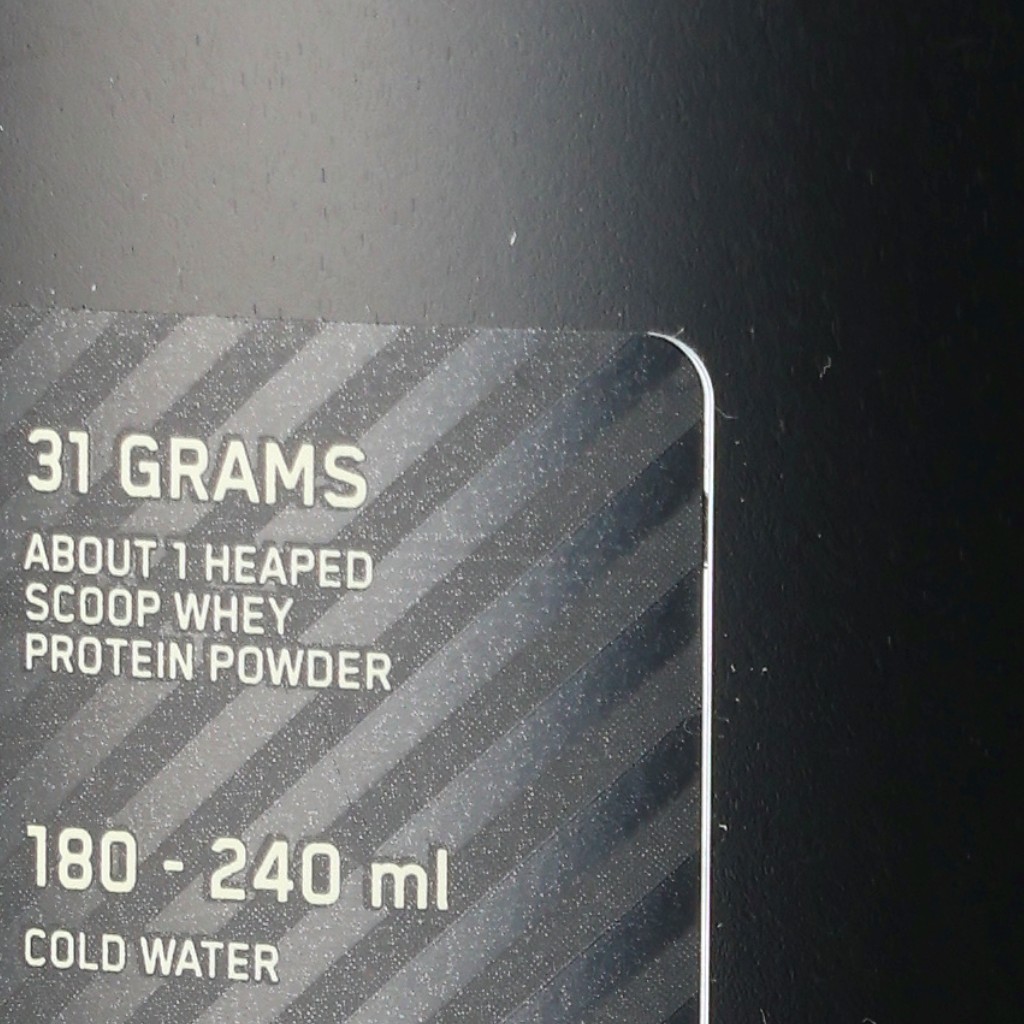 31 GRAMS
ABOUT 1 HEAPED
SCOOP WHEY
PROTEIN POWDER
180 - 240 ml
COLD WATER